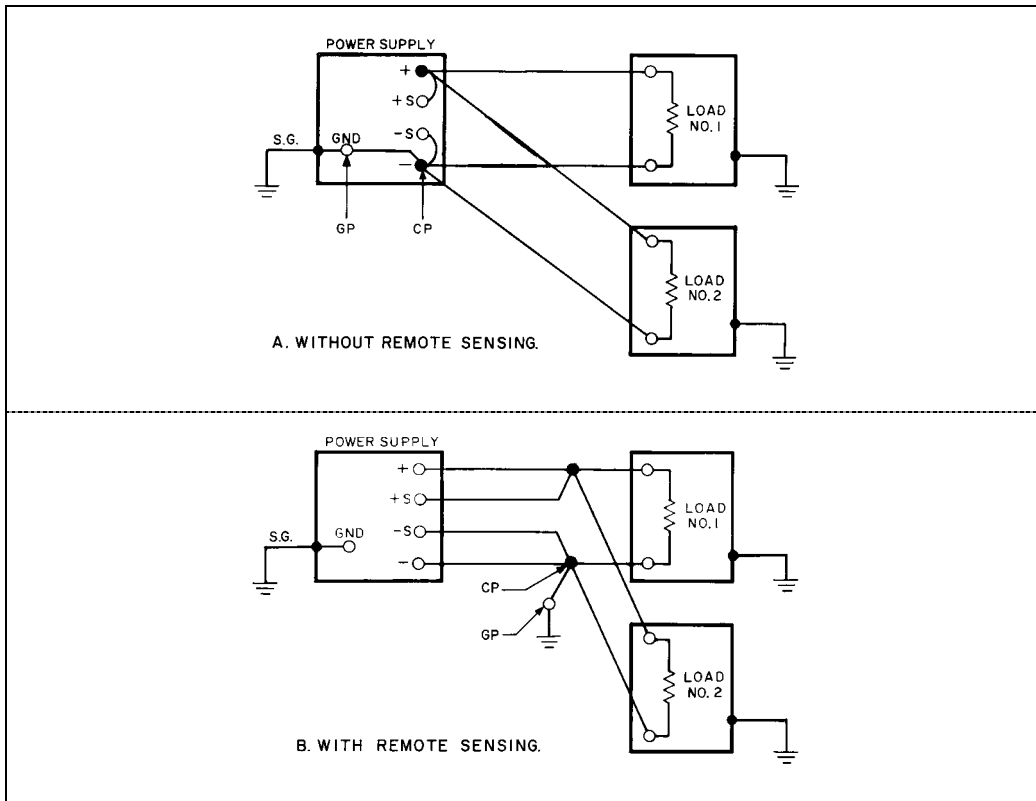 POWER SUPPLY
+
+S
-S
S.G.
GND
-
GP
CP
LOAD
NO.1
LOAD
NO.2
A. WITHOUT REMOTE SENSING.
POWER SUPPLY
+
+S
-S
S.G.
GND
-
CP
GP
LOAD
NO.1
LOAD
NO.2
B. WITH REMOTE SENSING.